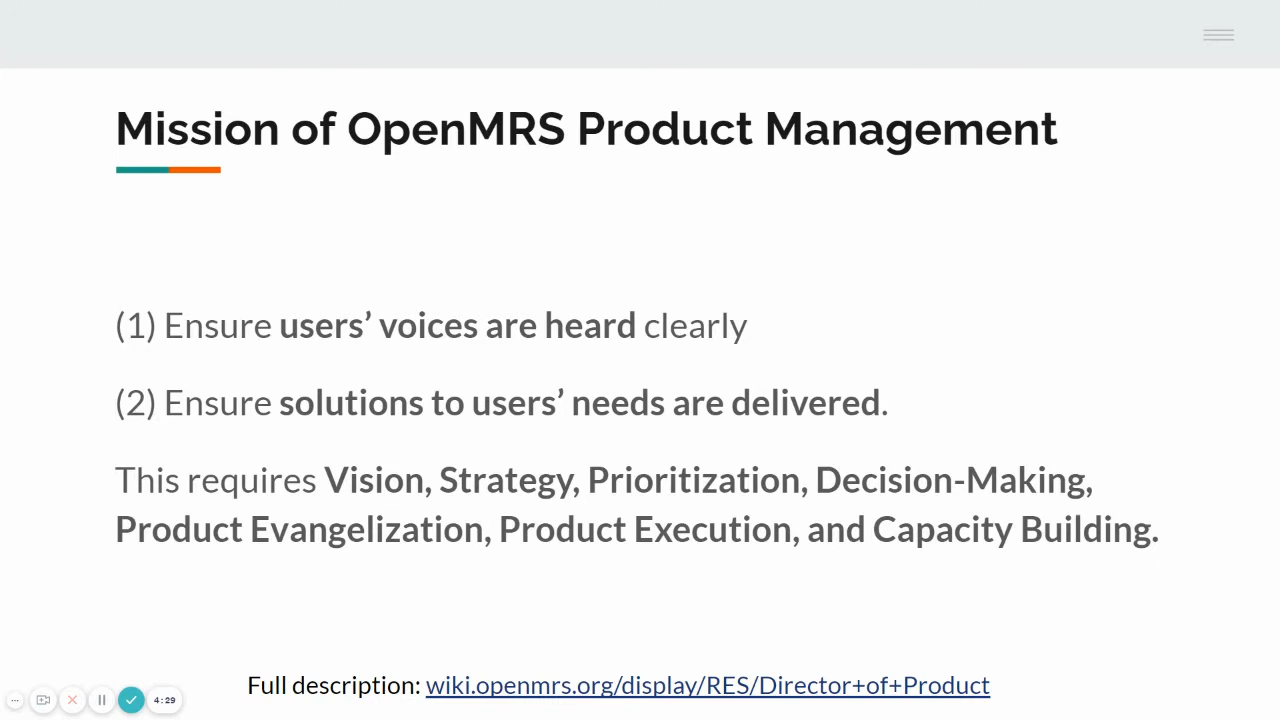 Mission of OpenMRS Product Management
(1) Ensure users’ voices are heard clearly
(2) Ensure solutions to users’ needs are delivered.
This requires Vision, Strategy, Prioritization, Decision-Making,
Product Evangelization, Product Execution, and Capacity Building.
Full description: wiki.openmrs.org/display/RES/Director+of+Product
4:29